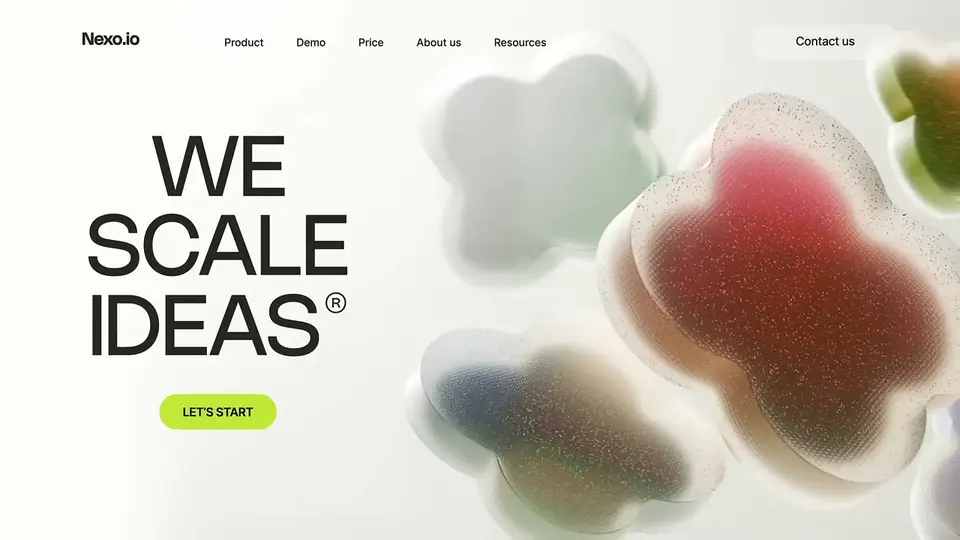 Nexo.io
Product Demo Price About us Resources
Contact us
WE
SCALE
IDEAS®
LET'S START